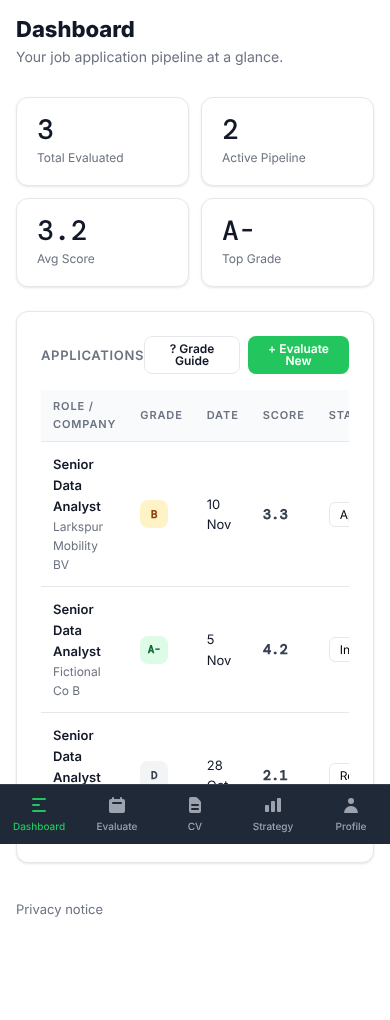 Dashboard
Your job application pipeline at a glance.
3
Total Evaluated
2
Active Pipeline
3.2
Avg Score
A-
Top Grade
APPLICATIONS
? Grade
Guide
+ Evaluate
New
ROLE /
COMPANY
GRADE
DATE
SCORE
STA
Senior
Data
Analyst
Larkspur
Mobility
BV
B
10
Nov
3.3
A
Senior
Data
Analyst
Fictional
Co B
A-
5
Nov
4.2
In
Senior
Data
Analyst
D
28
2.1
Dashboard
Evaluate
CV
Strategy
Profile
Privacy notice